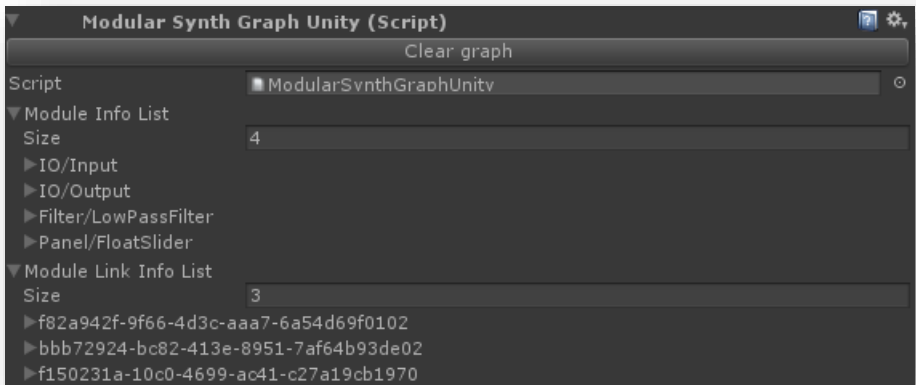 Modular Synth Graph Unity (Script)
Clear graph
Script ModularSynthGraphUnity
Module Info List
Size 4
IO/Input
IO/Output
Filter/LowPassFilter
Panel/FloatSlider
Module Link Info List
Size 3
f82a942f-9f66-4d3c-aaa7-6a54d69f0102
bbb72924-bc82-413e-8951-7af64b93de02
f150231a-10c0-4699-ac41-c27a19cb1970